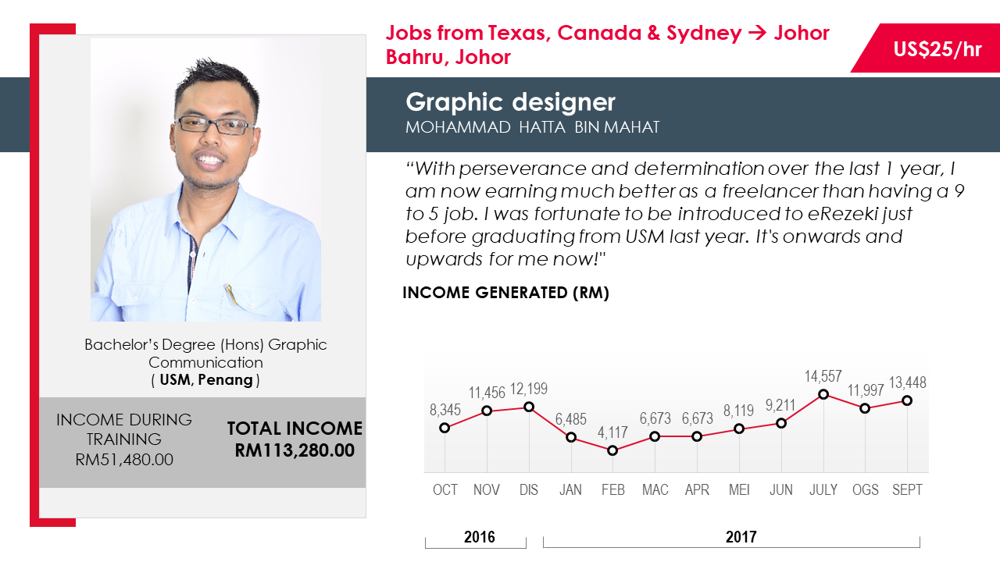 Jobs from Texas, Canada & Sydney → Johor
Bahru, Johor
US$25/hr
Graphic designer
MOHAMMAD HATTA BIN MAHAT
“With perseverance and determination over the last 1 year, I
am now earning much better as a freelancer than having a 9
to 5 job. I was fortunate to be introduced to eRezeki just
before graduating from USM last year. It's onwards and
upwards for me now!"
Bachelor’s Degree (Hons) Graphic
Communication
( USM, Penang )
INCOME DURING
TRAINING
RM51,480.00
TOTAL INCOME
RM113,280.00
INCOME GENERATED (RM)
8,345 11,456 12,199 6,485 4,117 6,673 6,673 8,119 9,211 14,557 11,997 13,448
OCT NOV DIS JAN FEB MAC APR MEI JUN JULY OGS SEPT
2016 2017